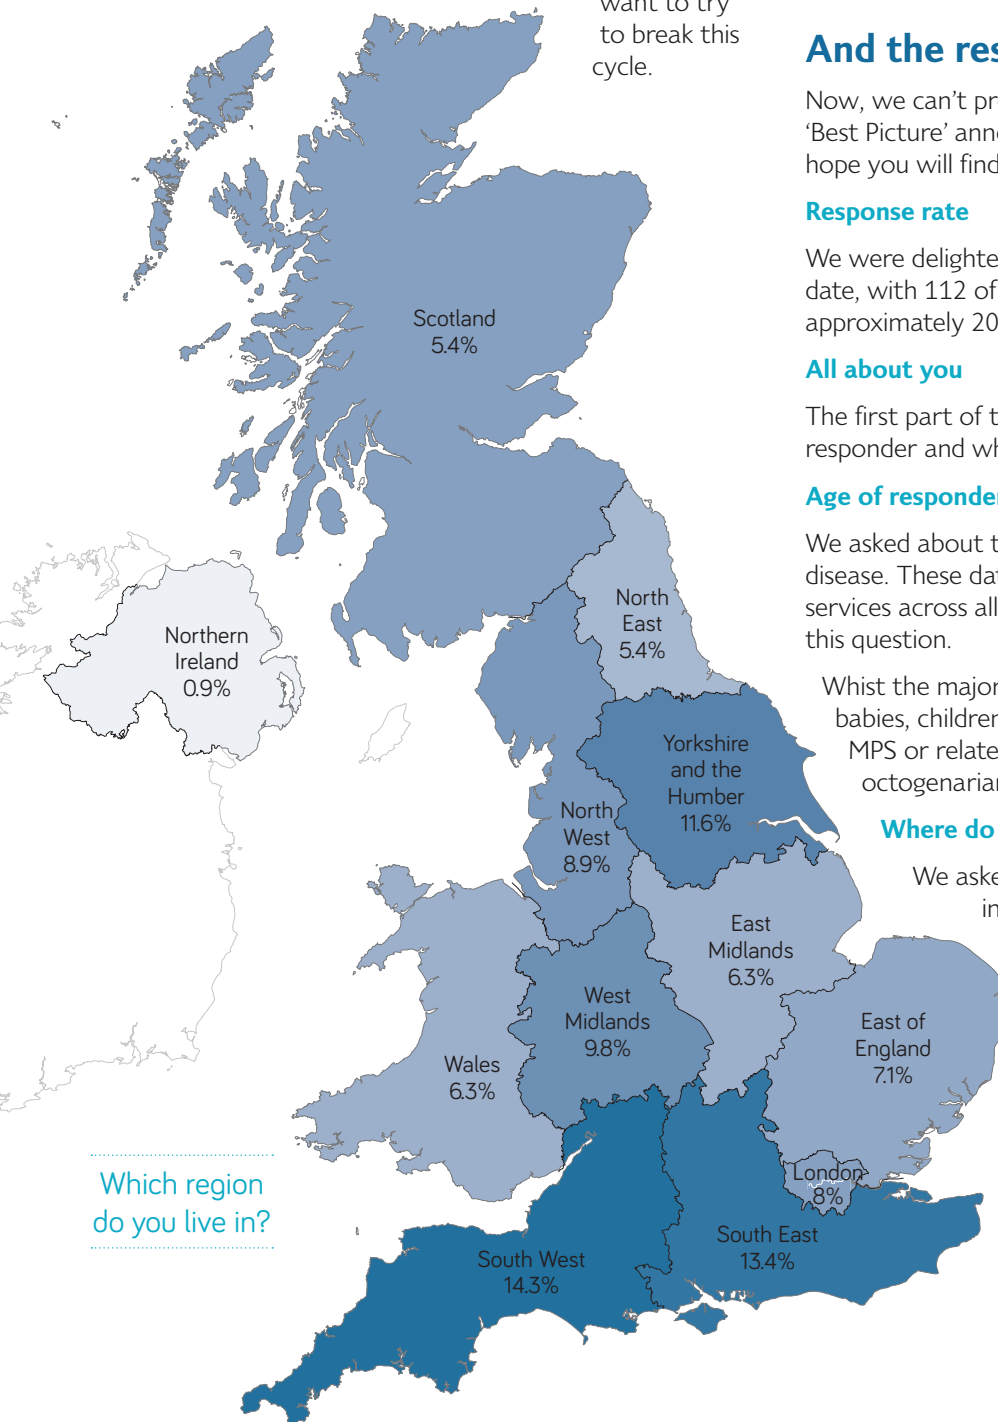 want to try
to break this
cycle.
And the res
Now, we can’t pr
‘Best Picture’ ann
hope you will find
Response rate
We were delighte
date, with 112 of
approximately 20
All about you
The first part of t
responder and wh
Age of responde
We asked about t
disease. These dat
services across all
this question.
Whist the major
babies, children
MPS or relate
octogenarian
Where do
We aske
in
Scotland
5.4%
North
East
5.4%
Northern
Ireland
0.9%
Yorkshire
and the
Humber
11.6%
North
West
8.9%
East
Midlands
6.3%
West
Midlands
9.8%
East of
England
7.1%
Wales
6.3%
London
8%
South East
13.4%
South West
14.3%
Which region
do you live in?